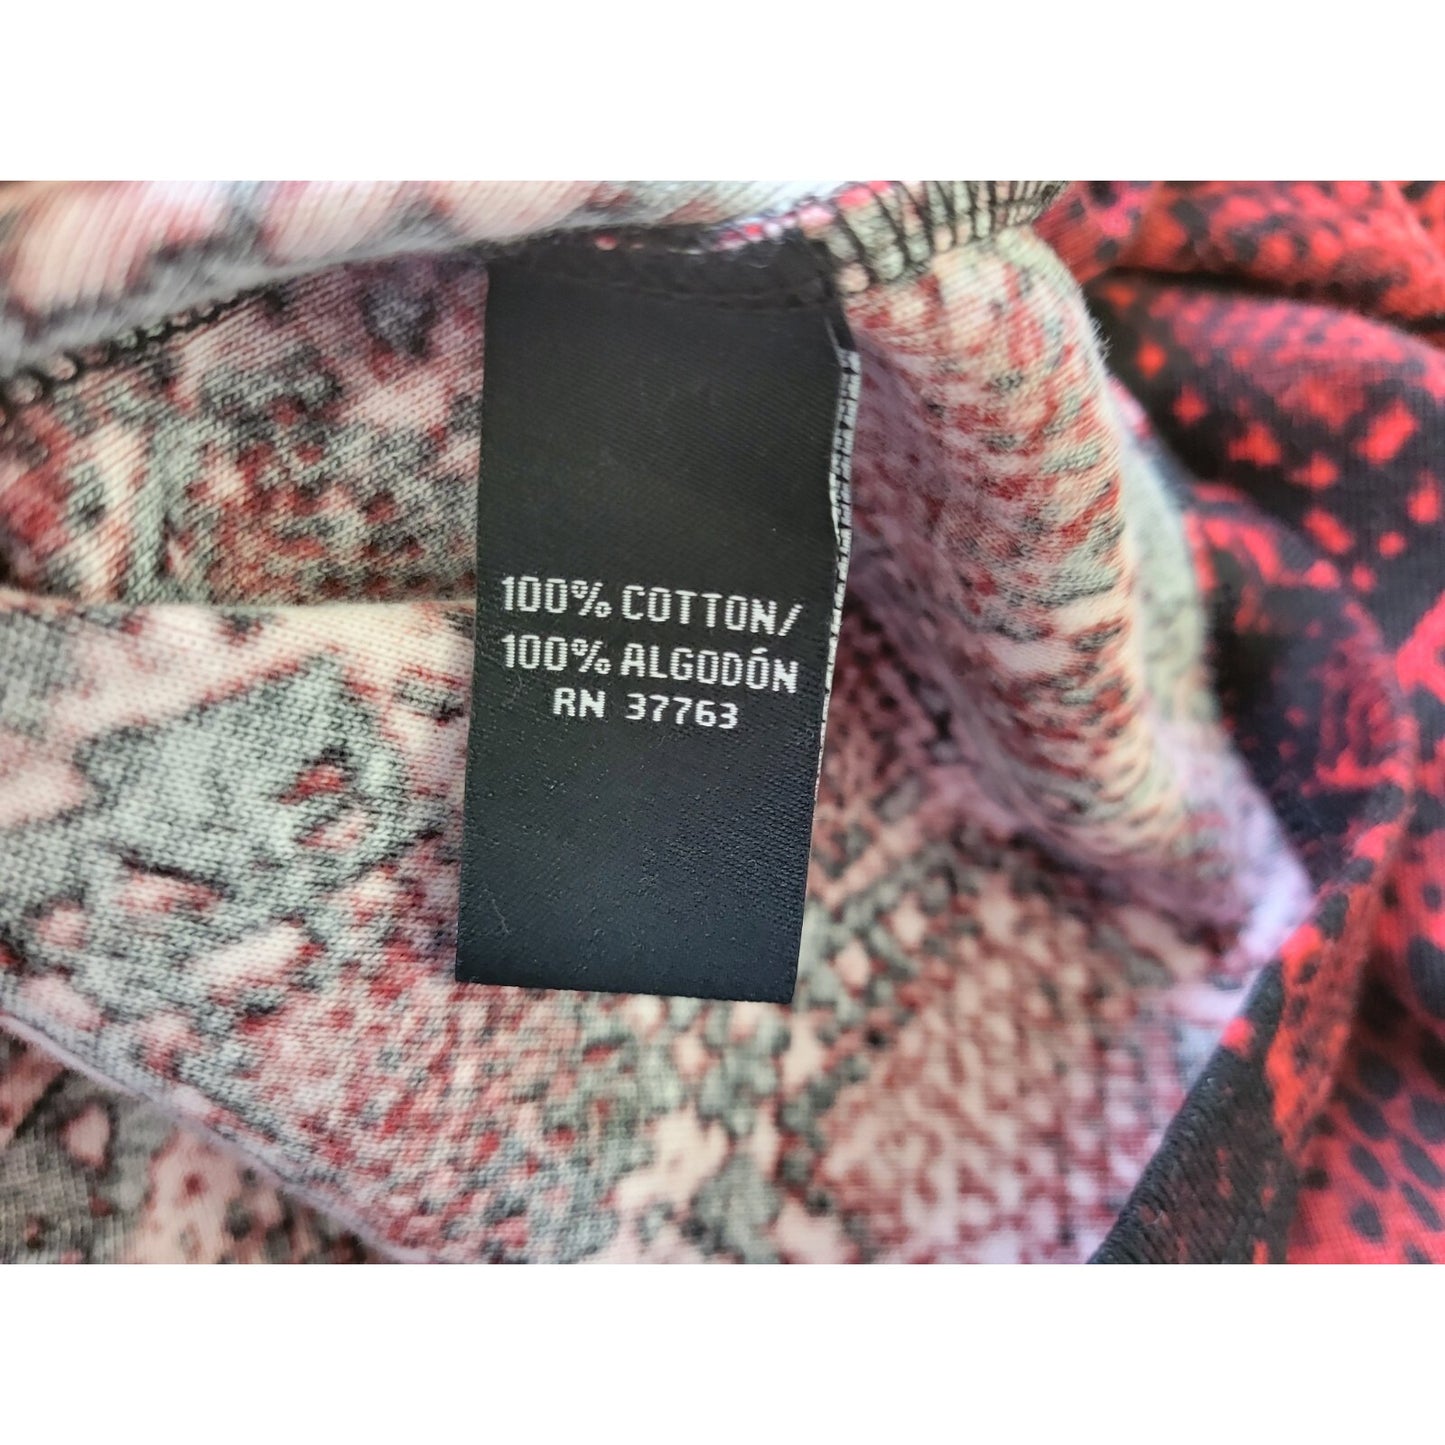 100% COTTON/
100% ALGODÓN
RN 37763